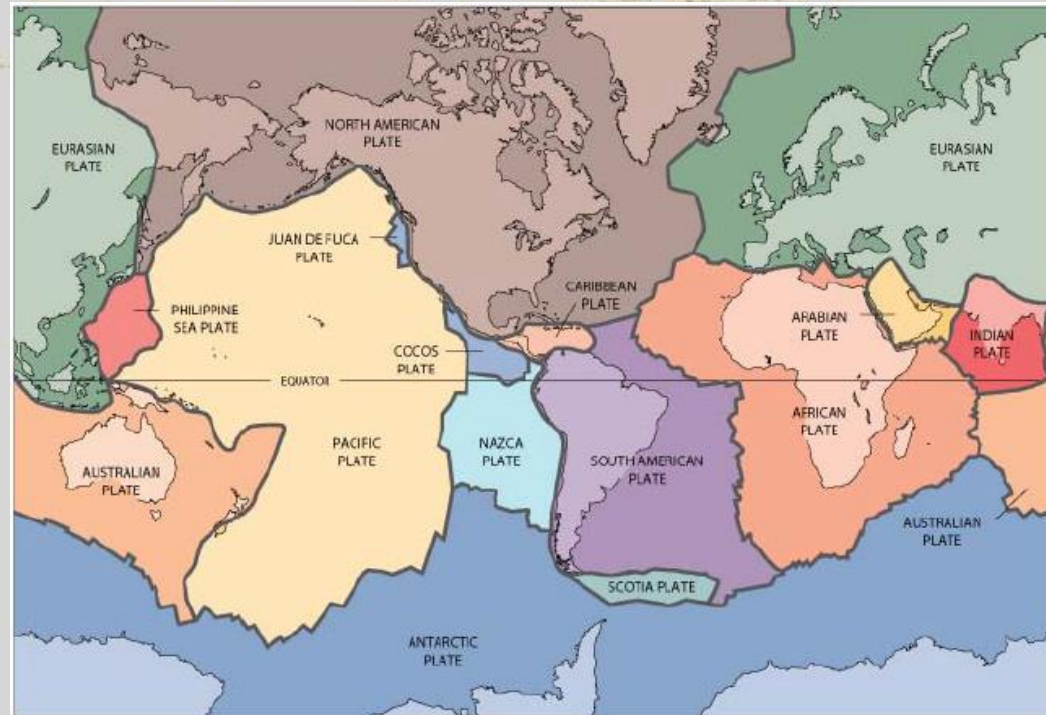 NORTH AMERICAN
PLATE
EURASIAN
PLATE
EURASIAN
PLATE
JUAN DE FUCA
PLATE
CARIBBEAN
PLATE
PHILIPPINE
SEA PLATE
ARABIAN
PLATE
INDIAN
PLATE
COCOS
PLATE
EQUATOR
PACIFIC
PLATE
NAZCA
PLATE
AFRICAN
PLATE
SOUTH AMERICAN
PLATE
AUSTRALIAN
PLATE
AUSTRALIAN
PLATE
SCOTIA PLATE
ANTARCTIC
PLATE